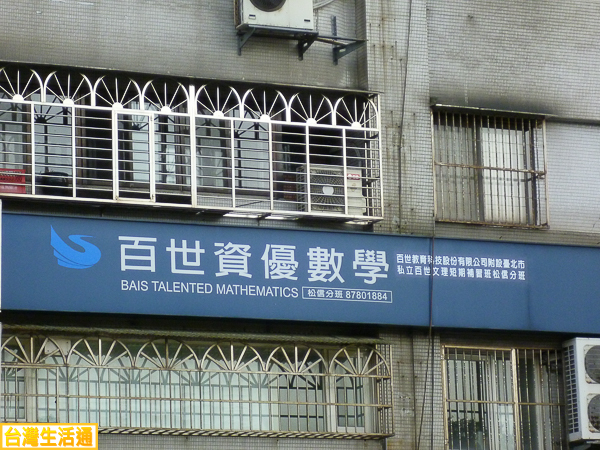 百世資優數學
BAIS TALENTED MATHEMATICS
松信分班 87801884
百世教育科技股份有限公司附設臺北市
私立百世文理短期補習班松信分班
台灣生活通